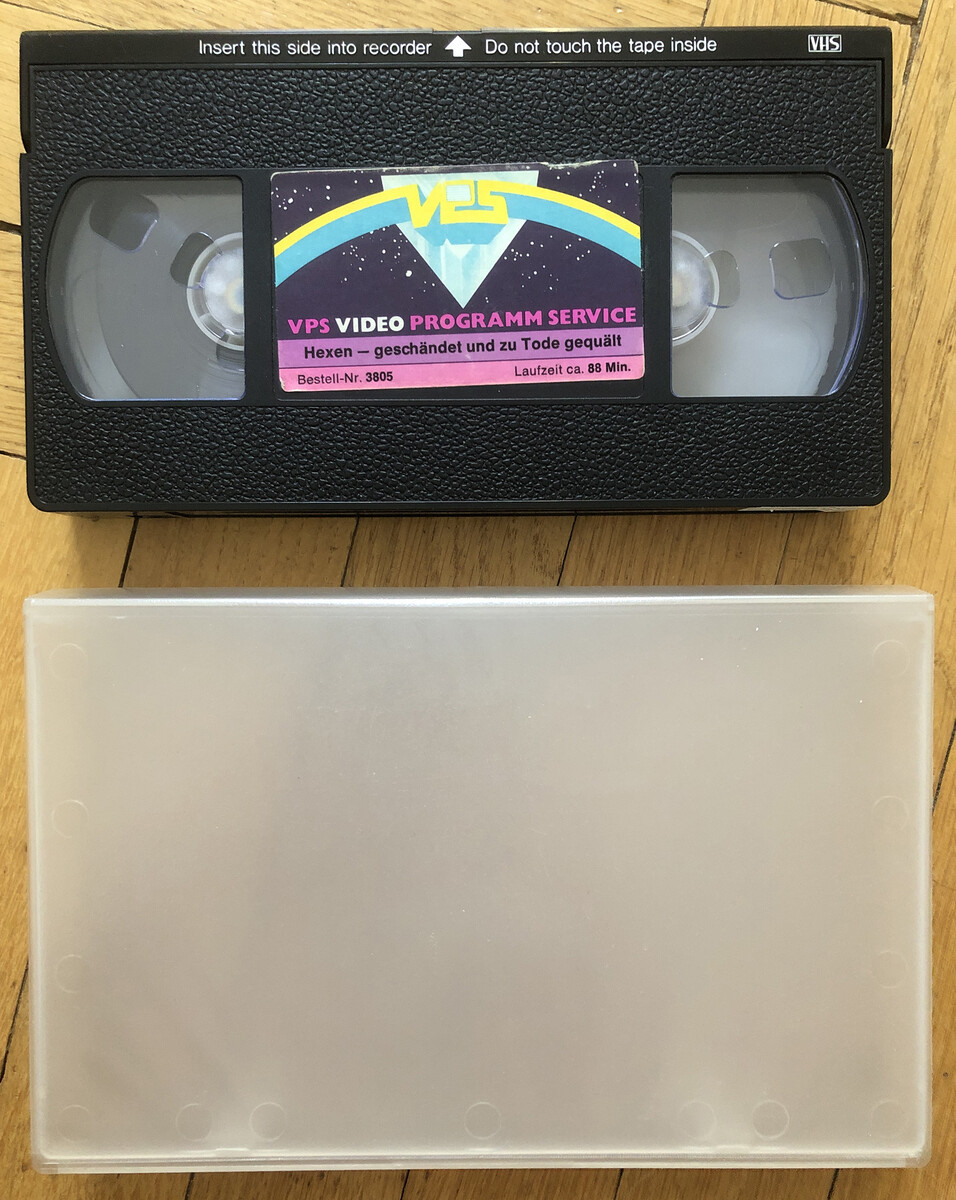 Insert this side into recorder Do not touch the tape inside VHS
VPS
VPS VIDEO PROGRAMM SERVICE
Hexen — geschändet und zu Tode gequält
Bestell-Nr. 3805 Laufzeit ca. 88 Min.